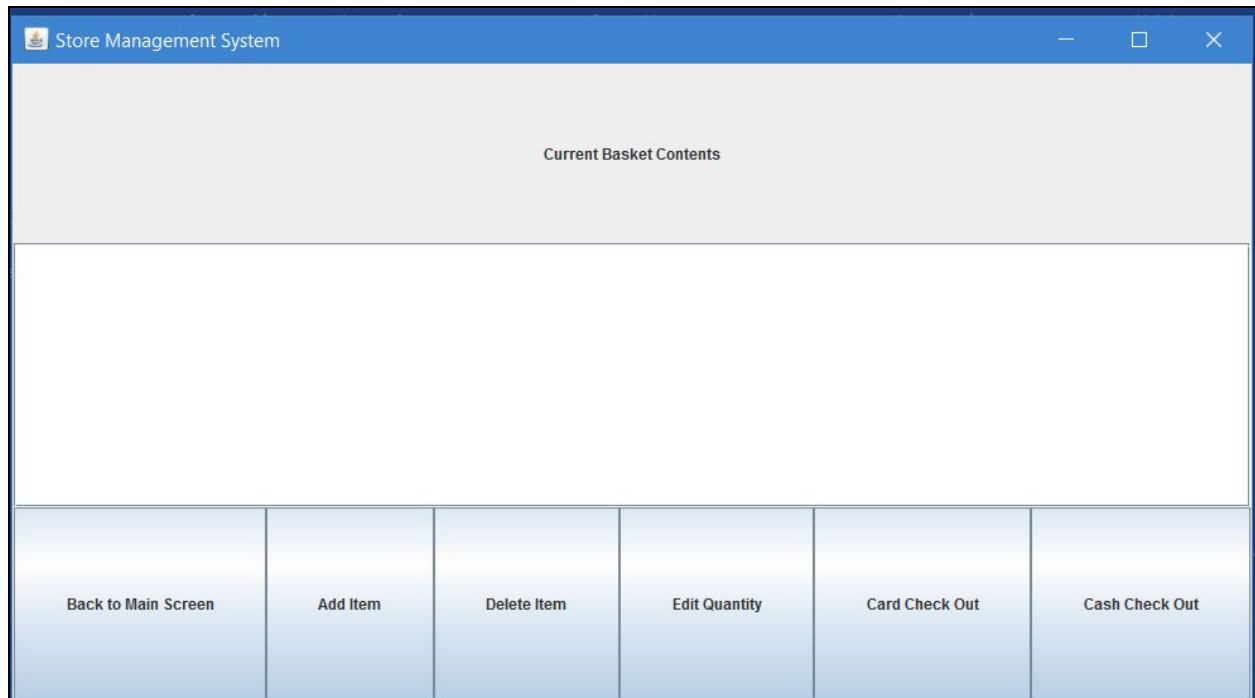 Store Management System
Current Basket Contents
Back to Main Screen
Add Item
Delete Item
Edit Quantity
Card Check Out
Cash Check Out